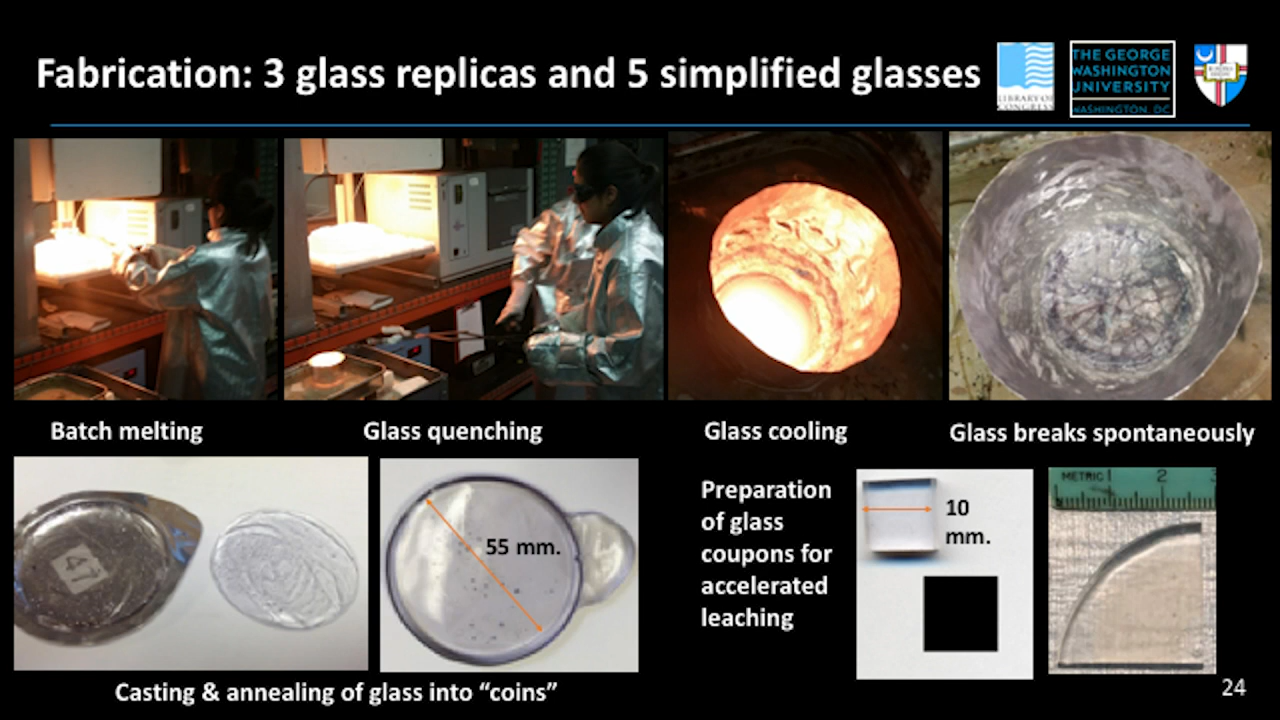 Fabrication: 3 glass replicas and 5 simplified glasses
LIBRARY OF
CONGRESS
THE GEORGE
WASHINGTON
UNIVERSITY
WASHINGTON, DC
Batch melting
Glass quenching
Glass cooling
Glass breaks spontaneously
47
55 mm.
Casting & annealing of glass into “coins”
Preparation
of glass
coupons for
accelerated
leaching
10
mm.
METRIC 1 2 3
24